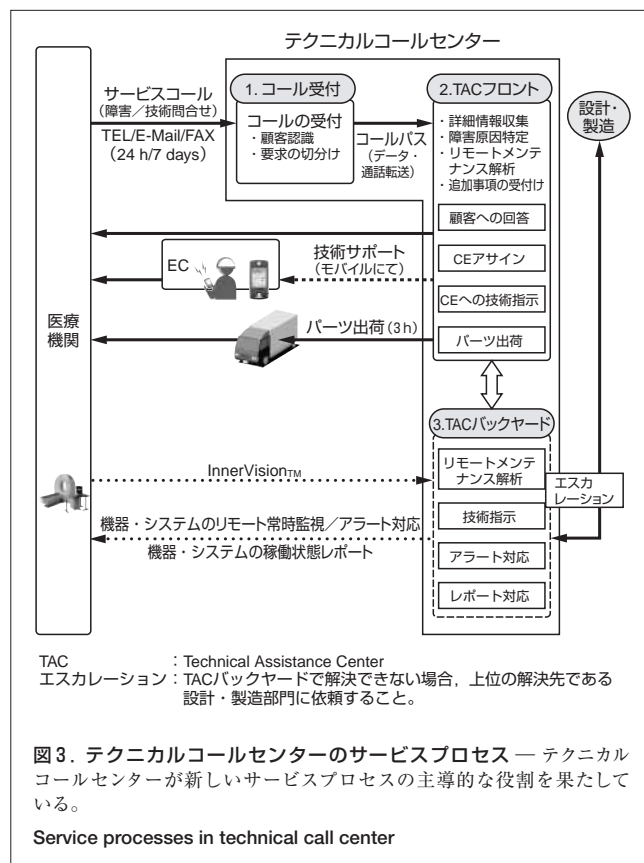 テクニカルコールセンター
サービスコール
(障害／技術問合せ)
TEL/E-Mail/FAX
(24 h/7 days)
1. コール受付
コールの受付
・顧客認識
・要求の切分け
コールパス
(データ・
通話転送)
2.TACフロント
・詳細情報収集
・障害原因特定
・リモートメンテ
ナンス解析
・追加事項の受付け
顧客への回答
CEアサイン
CEへの技術指示
パーツ出荷
設計・
製造
EC
技術サポート
(モバイルにて)
パーツ出荷(3 h)
医療
機関
3.TACバックヤード
リモートメンテ
ナンス解析
技術指示
アラート対応
レポート対応
エスカ
レーション
InnerVisionTM
機器・システムのリモート常時監視／アラート対応
機器・システムの稼働状態レポート
TAC ：Technical Assistance Center
エスカレーション：TACバックヤードで解決できない場合，上位の解決先である
設計・製造部門に依頼すること。
図3．テクニカルコールセンターのサービスプロセス — テクニカル
コールセンターが新しいサービスプロセスの主導的な役割を果たして
いる。
Service processes in technical call center